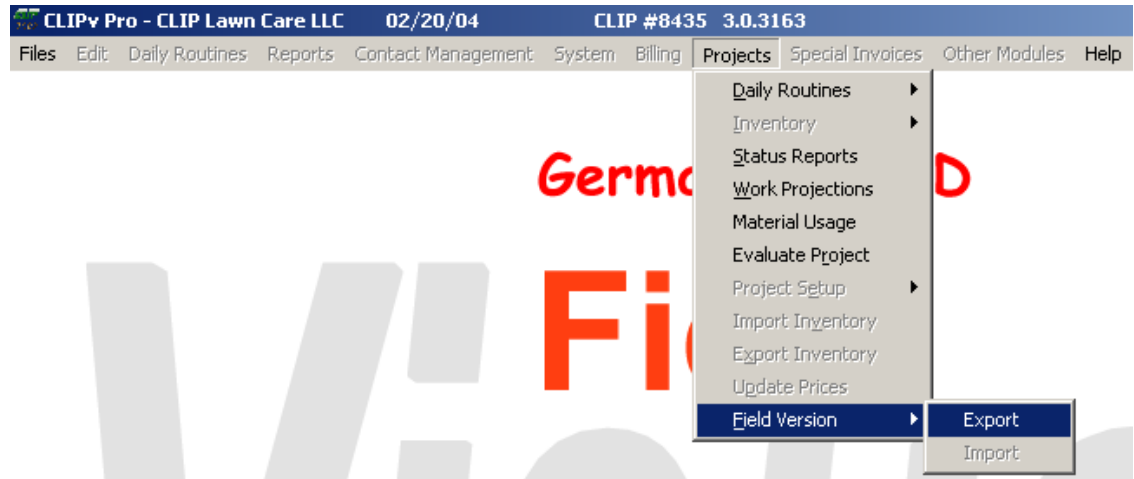 CLIPv Pro - CLIP Lawn Care LLC 02/20/04 CLIP #8435 3.0.3163
Files Edit Daily Routines Reports Contact Management System Billing Projects Special Invoices Other Modules Help
Daily Routines
Inventory
Status Reports
Work Projections
Material Usage
Evaluate Project
Project Setup
Import Inventory
Export Inventory
Update Prices
Field Version
Export
Import
D